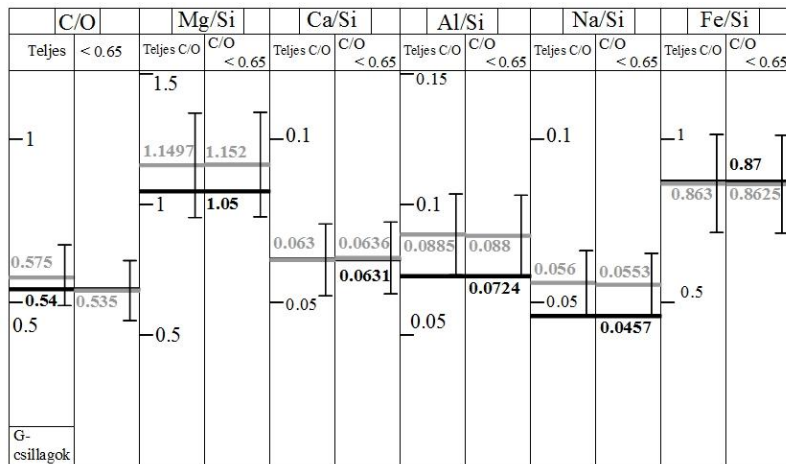 C/O Mg/Si Ca/Si Al/Si Na/Si Fe/Si
Teljes < 0.65 Teljes C/O C/O < 0.65 Teljes C/O C/O < 0.65 Teljes C/O C/O < 0.65 Teljes C/O C/O < 0.65 Teljes C/O C/O < 0.65
1.5 0.15
1 0.1 0.1 1
1.1497 1.152 0.87
1 0.1 0.863 0.8625
1.05
0.063 0.0636 0.0885 0.088
0.575 0.0631 0.0724 0.056 0.0553
0.54 0.535 0.05 0.05 0.5
0.5 0.5 0.05 0.0457
G-
csillagok